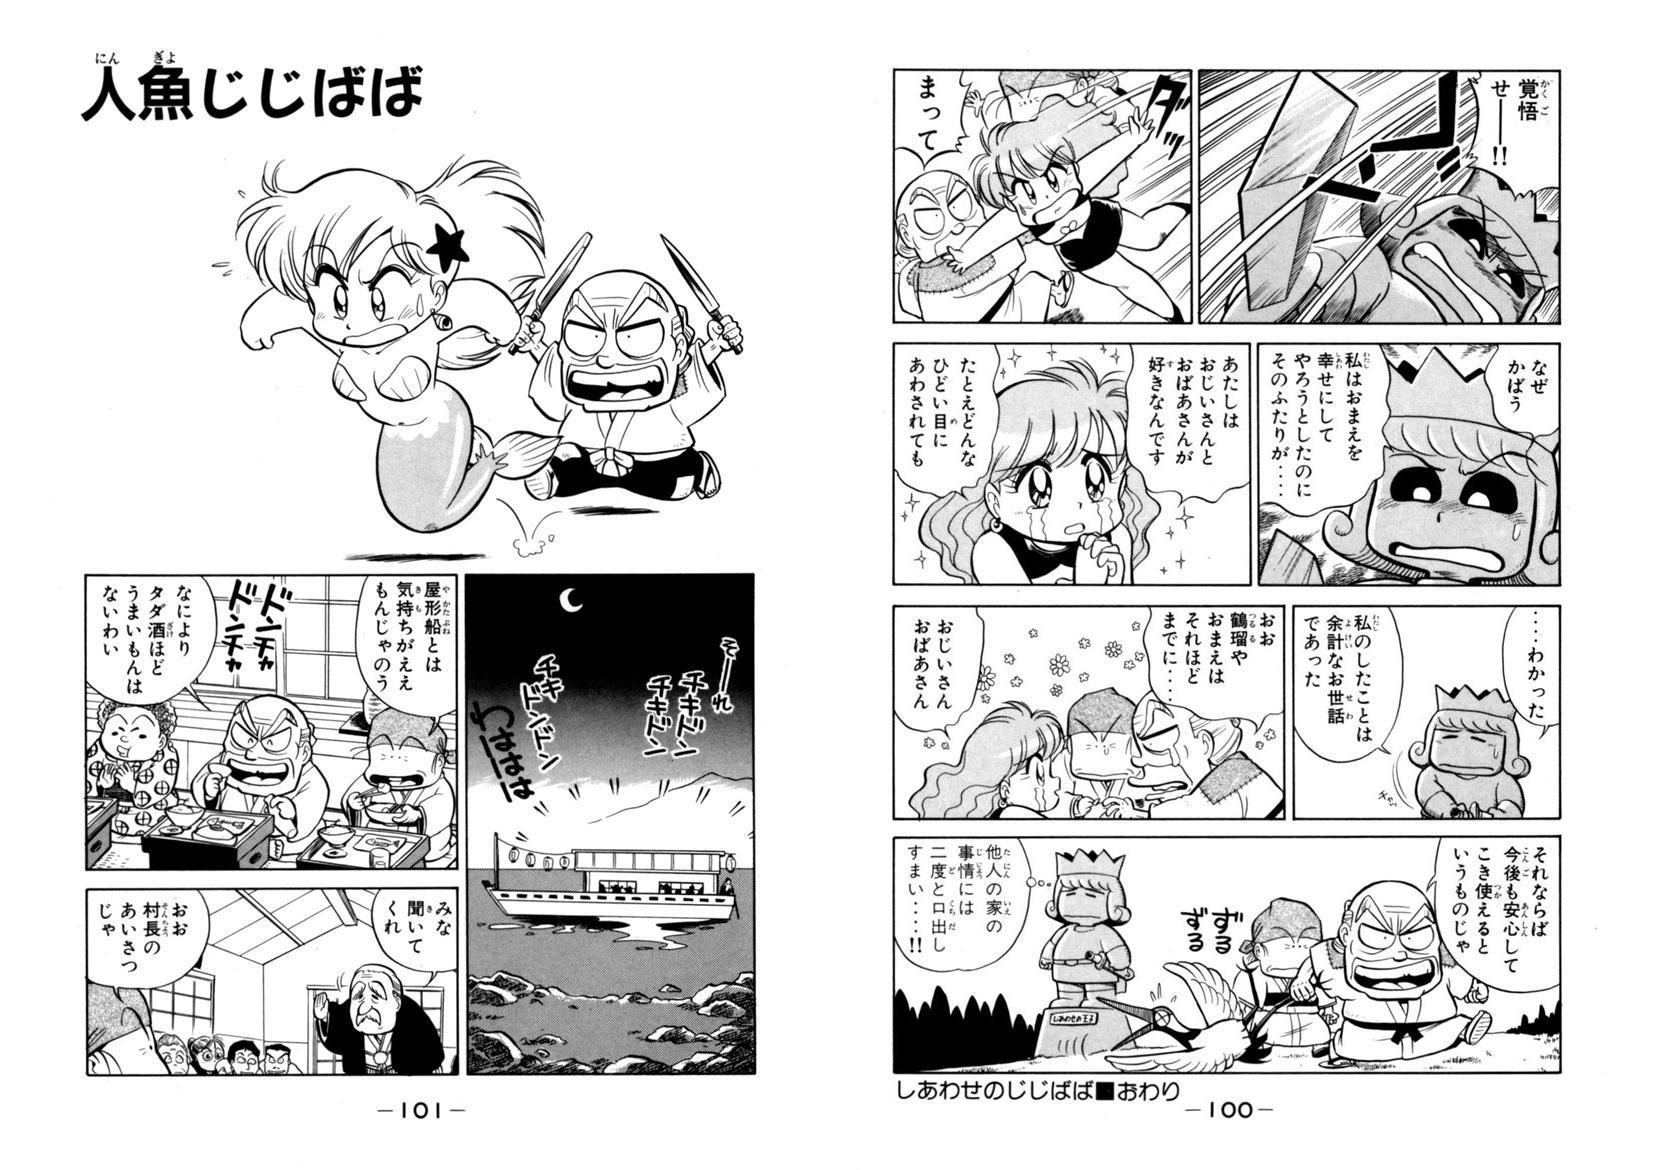 覚悟
せ――!!
ダッ
まって
なぜ
かばう
私はおまえを
幸せにして
やろうとしたのに
そのふたりが‥‥
あたしは
おじいさんと
おばあさんが
好きなんです
たとえどんな
ひどい目に
あわされても
‥‥わかった
私のしたことは
余計なお世話
であった
おお
鶴瑠や
おまえは
それほど
までに‥‥
おじいさん
おばあさん
それならば
今後も安心して
こき使えると
いうものじゃ
ずる
ずる
他人の家の
事情には
二度と口出し
すまい‥‥!!
しあわせの王子
しあわせのじじばば■おわり
—100—
人魚じじばば
そーれ
チキドン
チキドン
チキ
ドンドン
わはははは
屋形船とは
気持ちがええ
もんじゃのう
ドンチャ
ドンチャ
なにより
タダ酒ほど
うまいもんは
ないわい
みな
聞いて
くれ
おお
村長の
あいさつ
じゃ
—101—